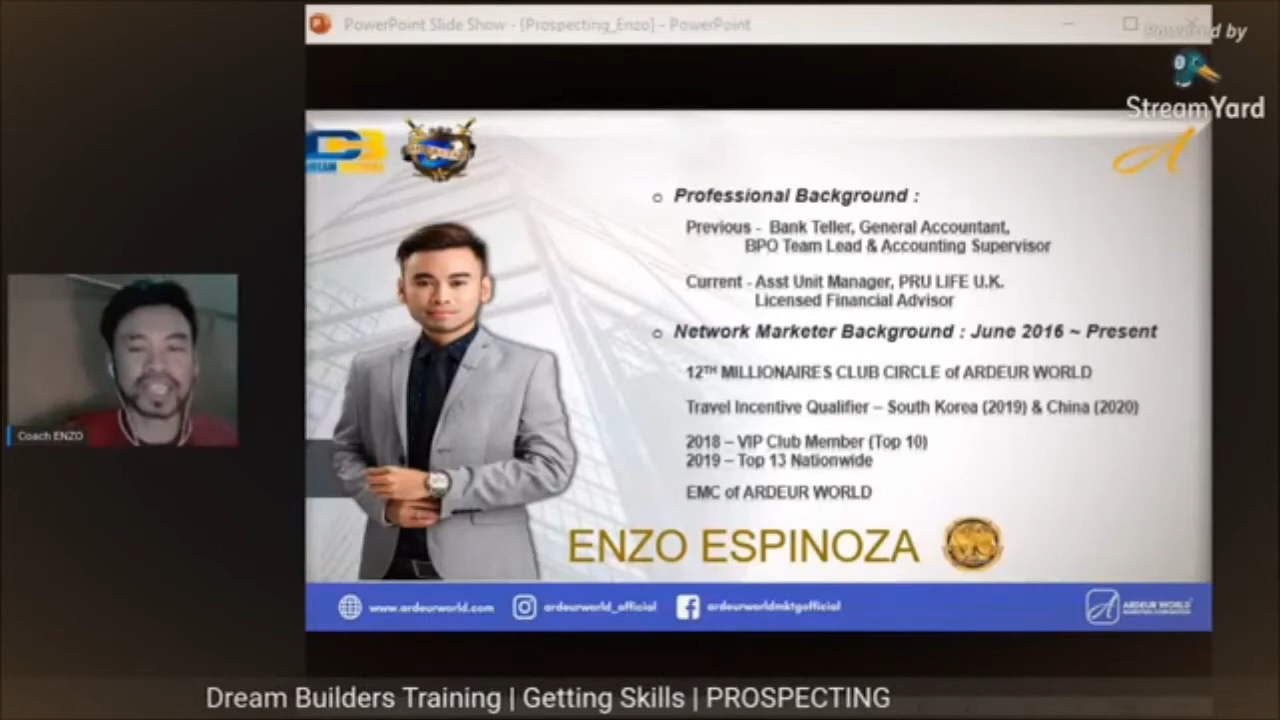 PowerPoint Slide Show - [Prospecting_Enzo] - PowerPoint
Powered by
StreamYard
Professional Background :
Previous - Bank Teller, General Accountant,
BPO Team Lead & Accounting Supervisor
Current - Asst Unit Manager, PRU LIFE U.K.
Licensed Financial Advisor
Network Marketer Background : June 2016 ~ Present
12TH MILLIONAIRES CLUB CIRCLE of ARDEUR WORLD
Travel Incentive Qualifier – South Korea (2019) & China (2020)
2018 – VIP Club Member (Top 10)
2019 – Top 13 Nationwide
EMC of ARDEUR WORLD
ENZO ESPINOZA
Coach ENZO
www.ardeurworld.com
ardeurworld_official
ardeurworldmktgofficial
ARDEUR WORLD
Dream Builders Training | Getting Skills | PROSPECTING